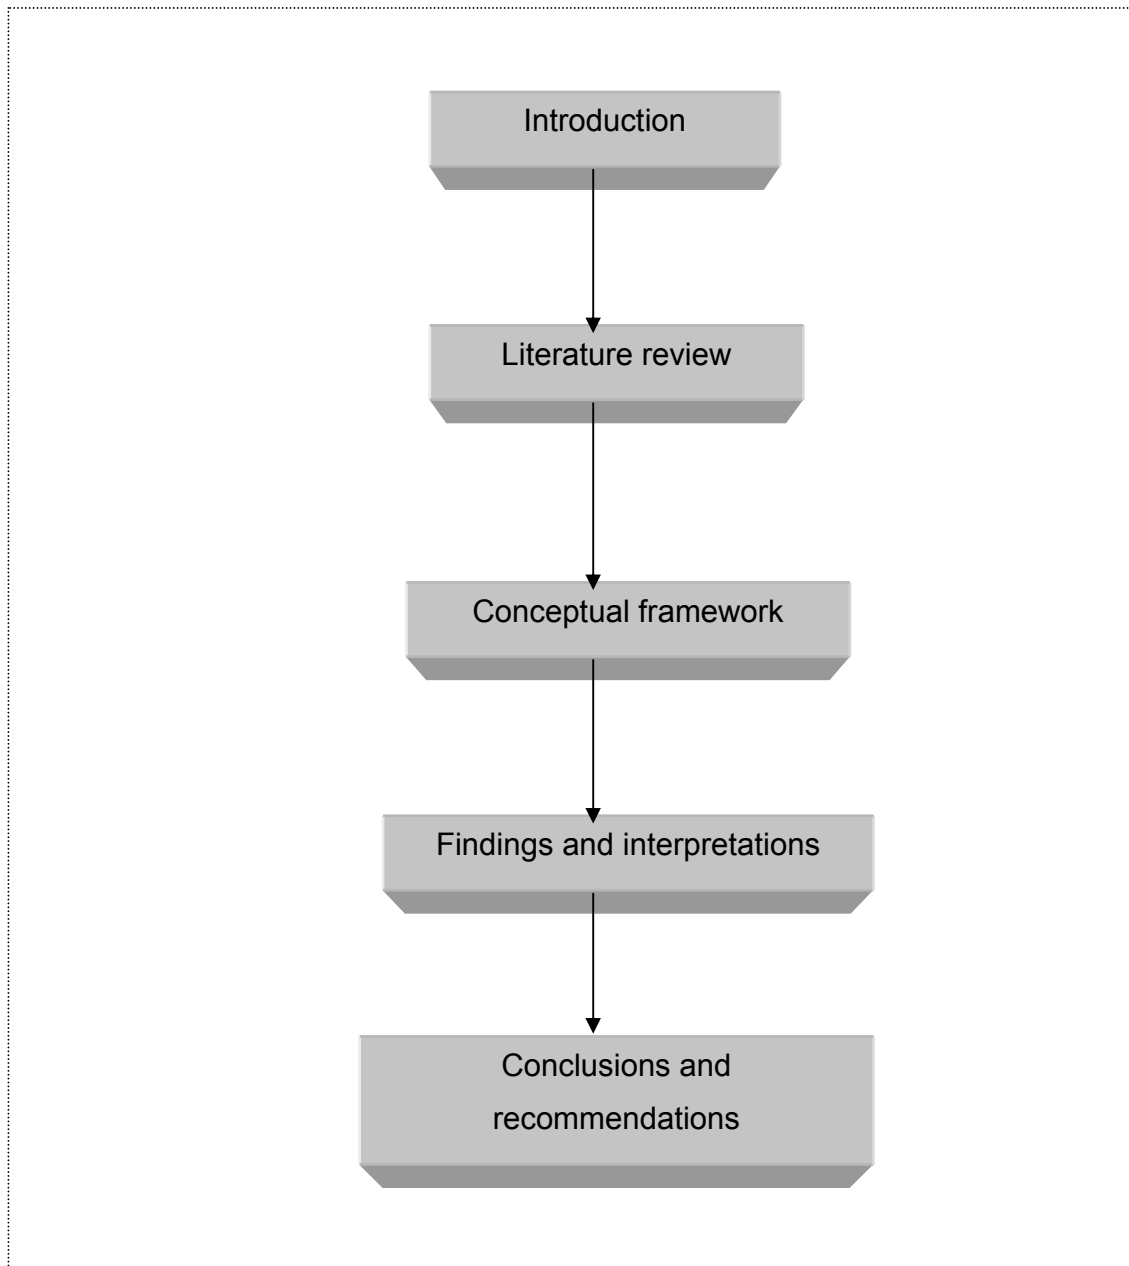 Introduction
Literature review
Conceptual framework
Findings and interpretations
Conclusions and
recommendations